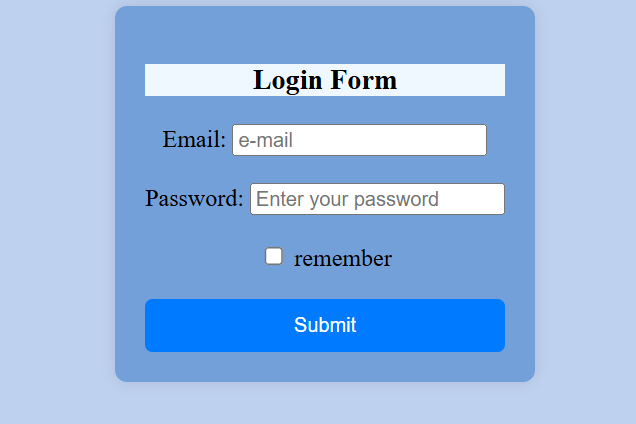 Login Form
Email: e-mail
Password: Enter your password
remember
Submit